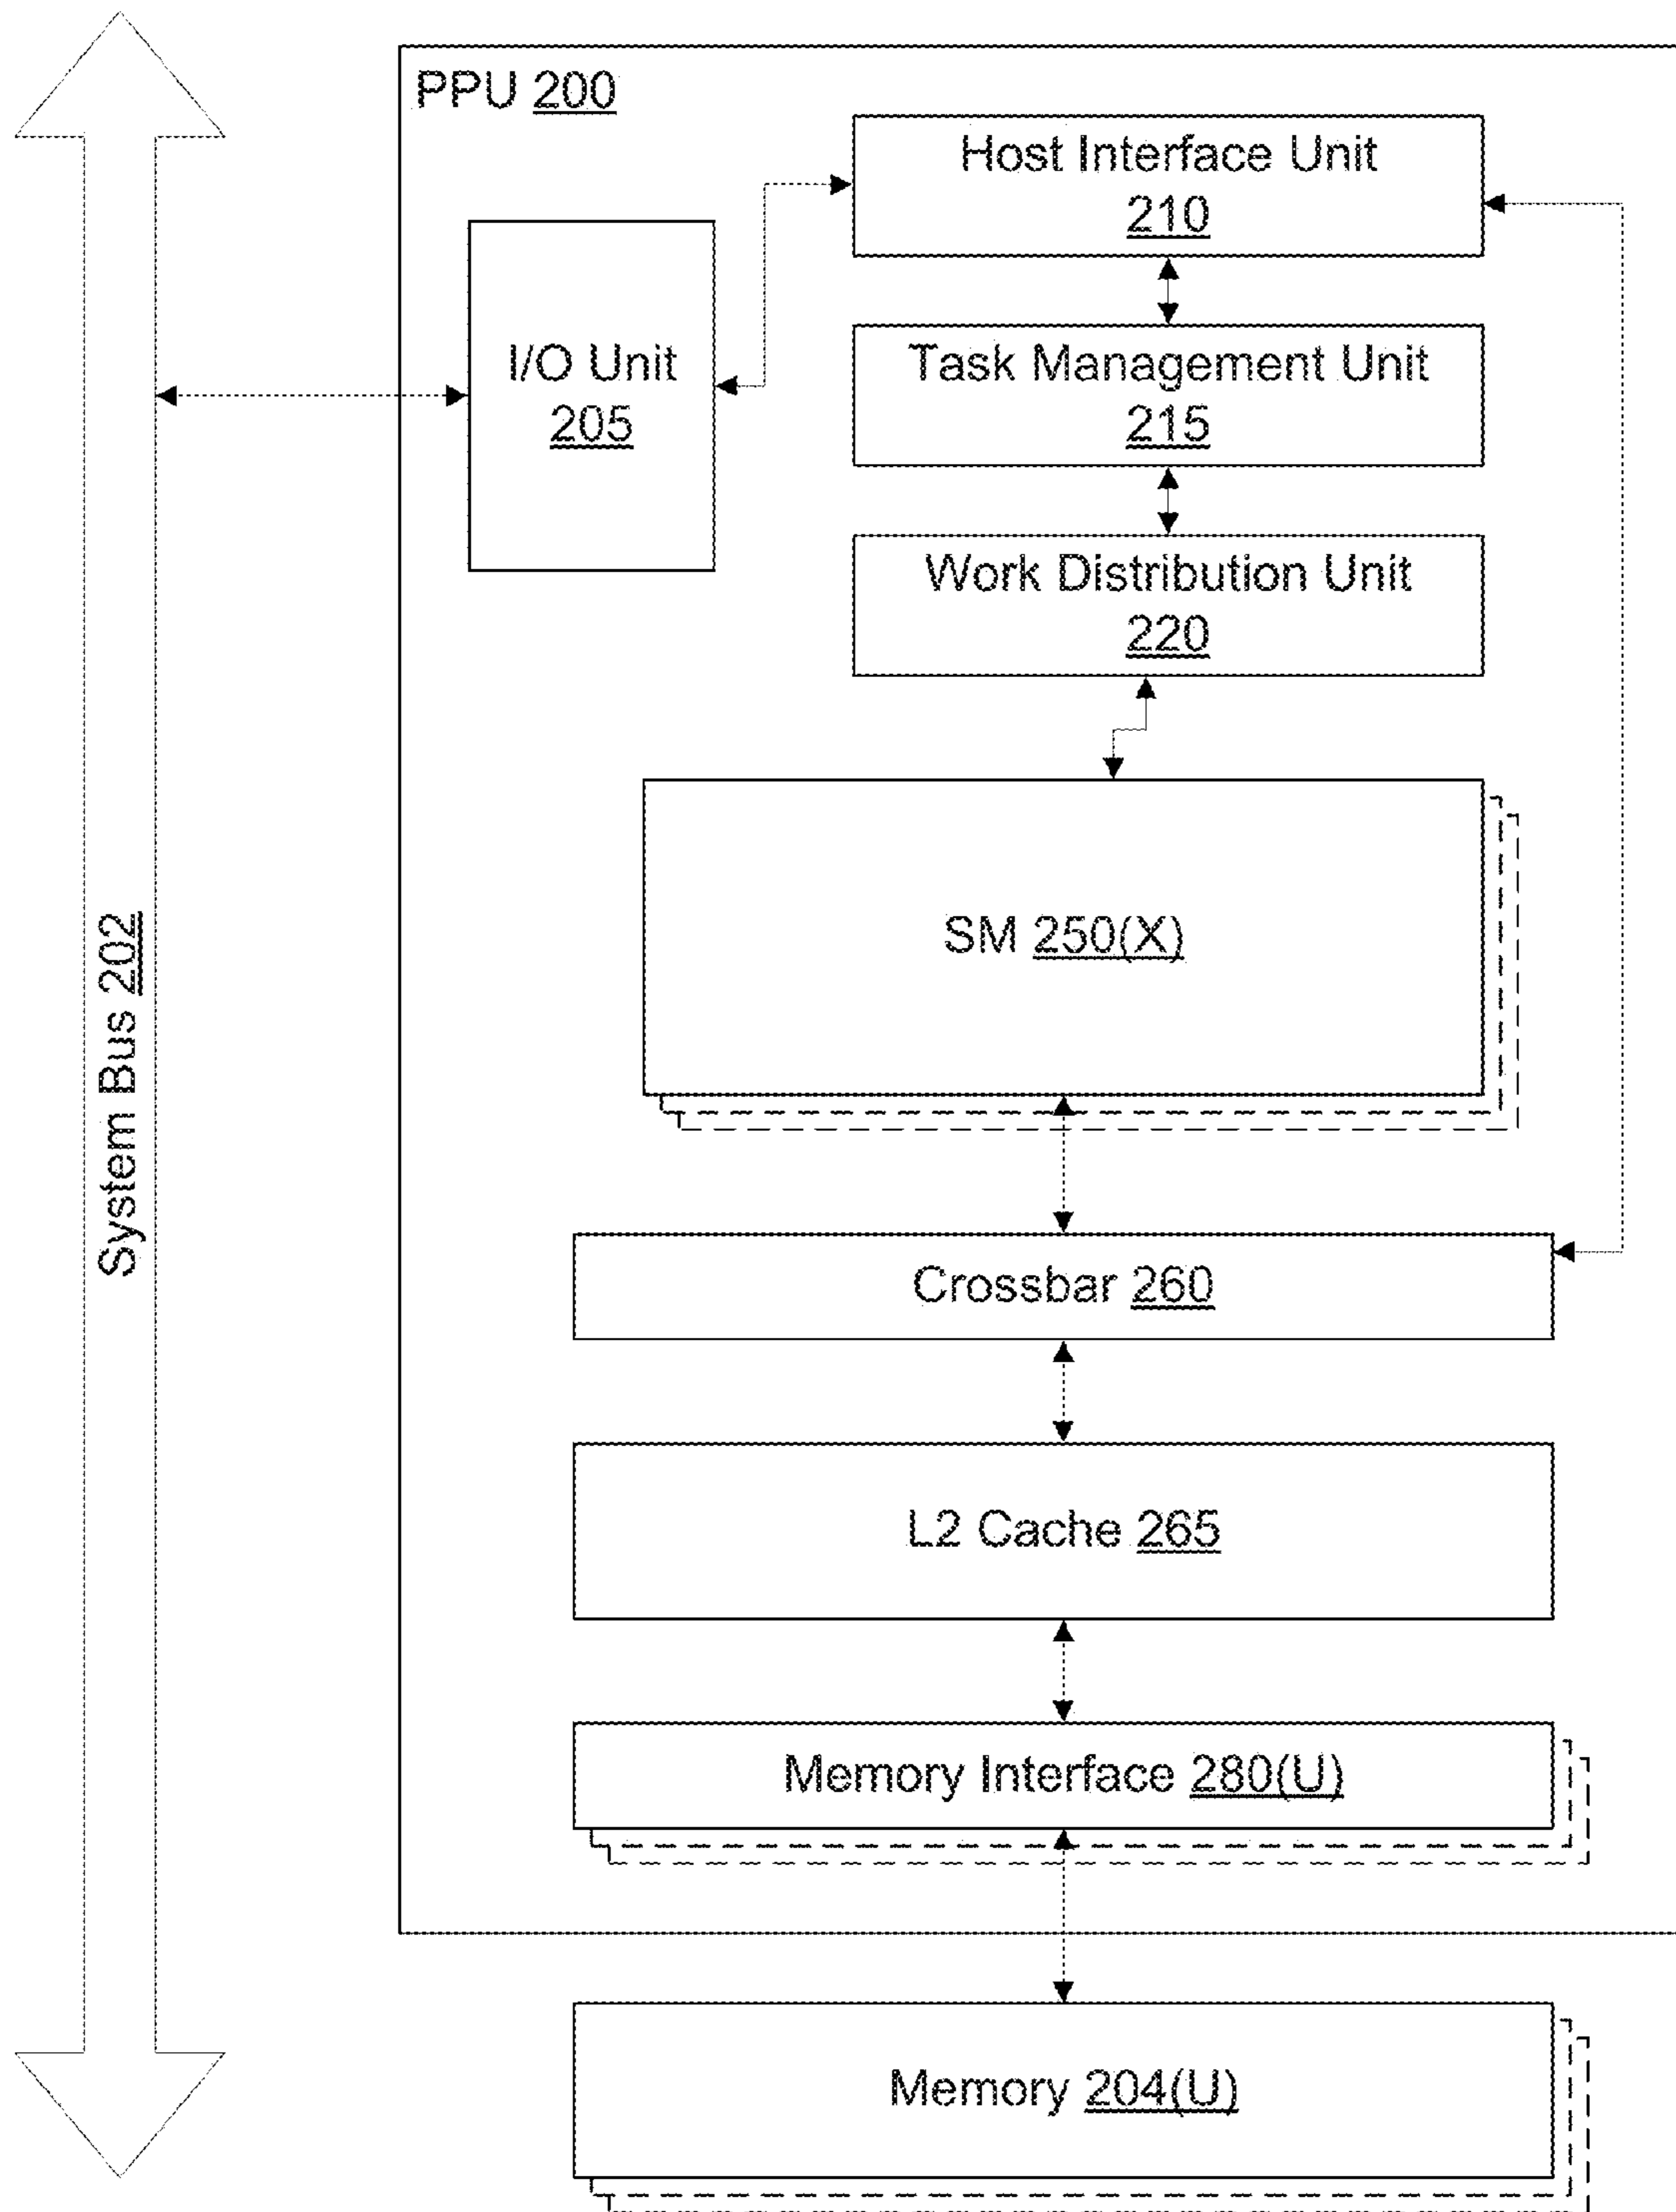 PPU 200
Host Interface Unit
210
I/O Unit
205
Task Management Unit
215
Work Distribution Unit
220
System Bus 202
SM 250(X)
Crossbar 260
L2 Cache 265
Memory Interface 280(U)
Memory 204(U)